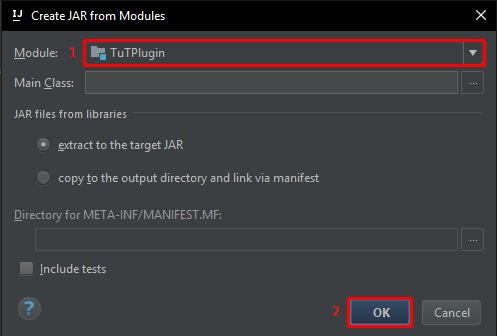 IJ Create JAR from Modules
Module: 1 TuTPlugin
Main Class: ...
JAR files from libraries
extract to the target JAR
copy to the output directory and link via manifest
Directory for META-INF/MANIFEST.MF:
...
Include tests
? 2 OK Cancel